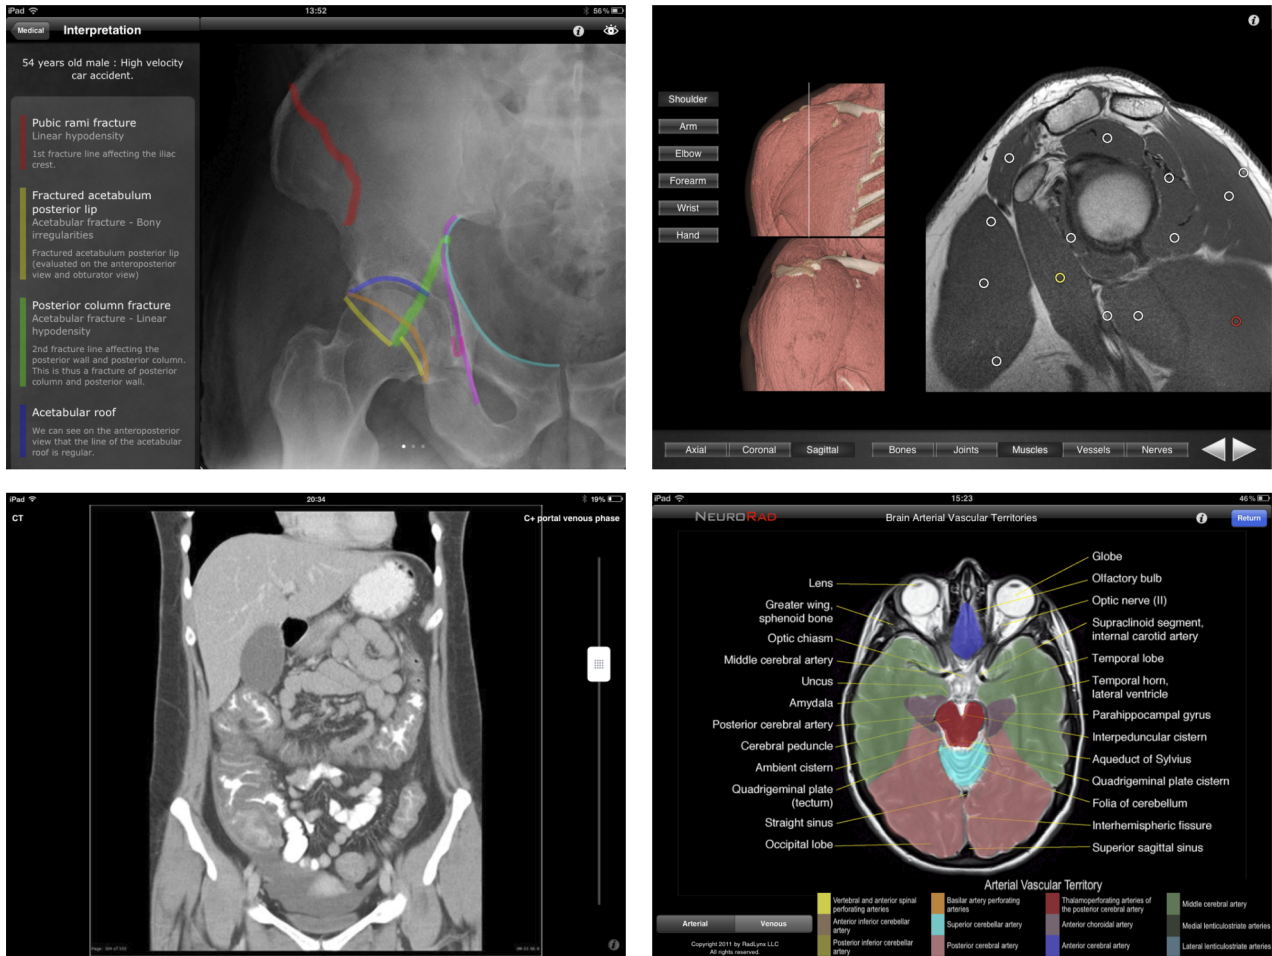 iPad
13:52
56%
Medical
Interpretation
54 years old male : High velocity
car accident.
Pubic rami fracture
Linear hypodensity
1st fracture line affecting the iliac
crest.
Fractured acetabulum
posterior lip
Acetabular fracture - Bony
irregularities
Fractured acetabulum posterior lip
(evaluated on the anteroposterior
view and obturator view)
Posterior column fracture
Acetabular fracture - Linear
hypodensity
2nd fracture line affecting the
posterior wall and posterior column.
This is thus a fracture of posterior
column and posterior wall.
Acetabular roof
We can see on the anteroposterior
view that the line of the acetabular
roof is regular.
Shoulder
Arm
Elbow
Forearm
Wrist
Hand
Axial
Coronal
Sagittal
Bones
Joints
Muscles
Vessels
Nerves
iPad
20:34
19%
CT
C+ portal venous phase
iPad
15:23
46%
NEURORAD
Brain Arterial Vascular Territories
Return
Lens
Greater wing,
sphenoid bone
Optic chiasm
Middle cerebral artery
Uncus
Amydala
Posterior cerebral artery
Cerebral peduncle
Ambient cistern
Quadrigeminal plate
(tectum)
Straight sinus
Occipital lobe
Globe
Olfactory bulb
Optic nerve (II)
Supraclinoid segment,
internal carotid artery
Temporal lobe
Temporal horn,
lateral ventricle
Parahippocampal gyrus
Interpeduncular cistern
Aqueduct of Sylvius
Quadrigeminal plate cistern
Folia of cerebellum
Interhemispheric fissure
Superior sagittal sinus
Arterial Vascular Territory
Vertebral and anterior spinal
perforating arteries
Anterior inferior cerebellar
artery
Posterior inferior cerebellar
artery
Basilar artery perforating
arteries
Superior cerebellar artery
Posterior cerebral artery
Thalamoperforating arteries of
the posterior cerebral artery
Anterior choroidal artery
Anterior cerebral artery
Middle cerebral artery
Medial lenticulostriate arteries
Lateral lenticulostriate arteries
Arterial
Venous
Copyright 2011 by RadLynx LLC
All rights reserved.